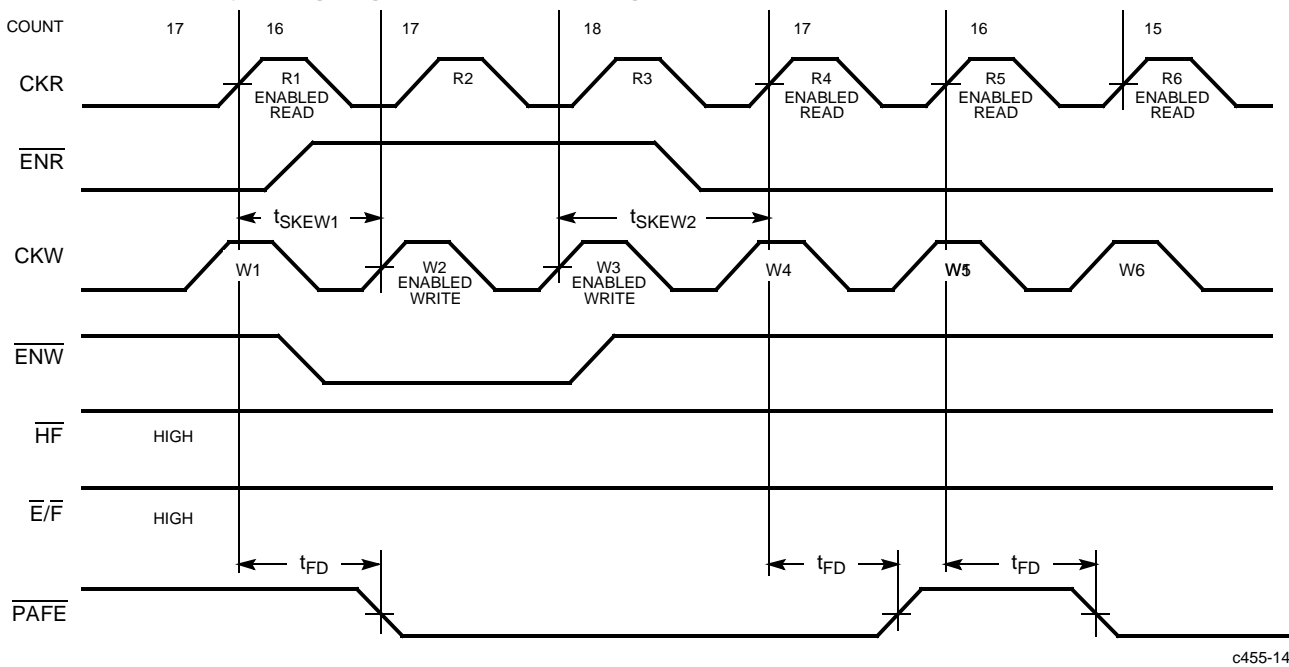 COUNT 17 16 17 18 17 16 15
CKR R1 R2 R3 R4 R5 R6
ENABLED ENABLED ENABLED ENABLED
READ READ READ READ
ENR
tSKEW1 tSKEW2
CKW W1 W2 W3 W4 W5 W6
ENABLED ENABLED
WRITE WRITE
ENW
HF HIGH
E/F HIGH
tFD tFD tFD
PAFE
c455-14